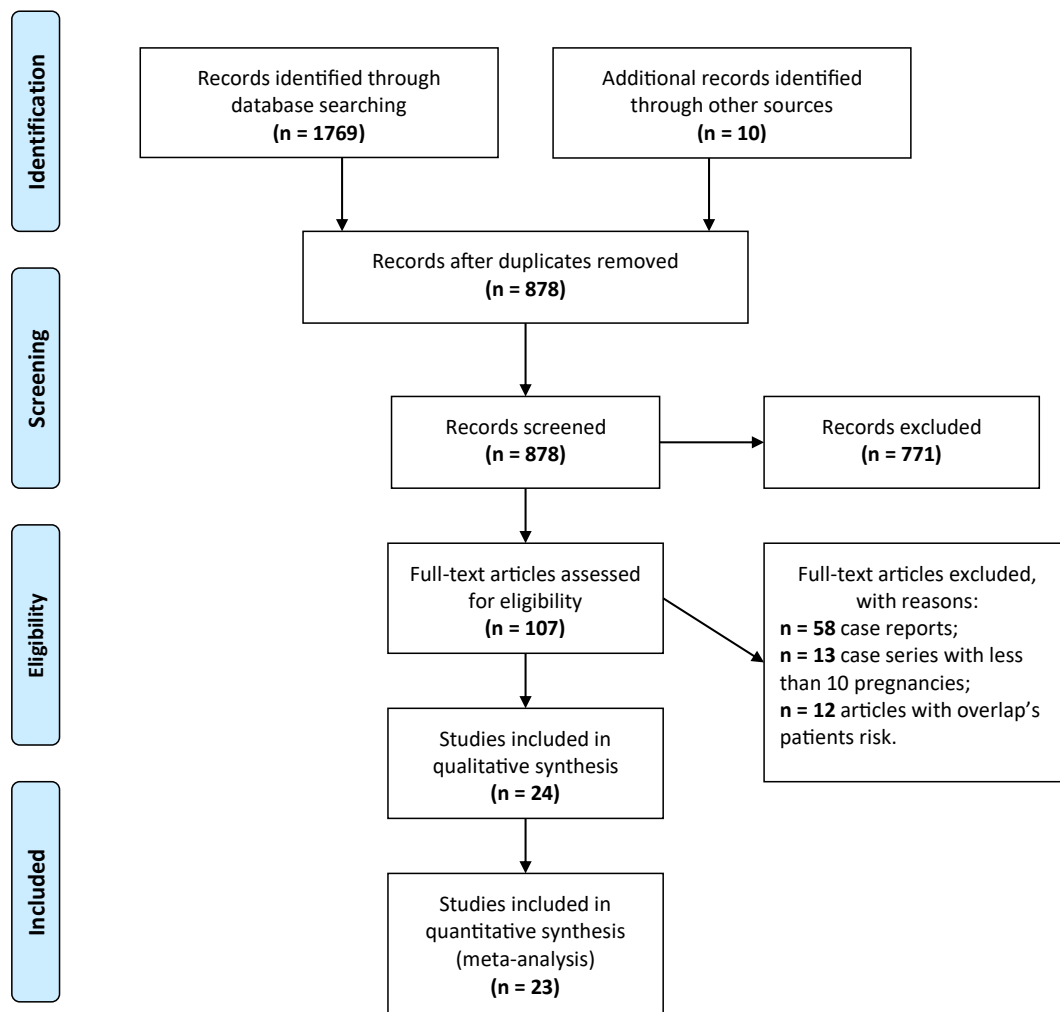 Identification
Records identified through
database searching
(n = 1769)
Additional records identified
through other sources
(n = 10)
Records after duplicates removed
(n = 878)
Screening
Records screened
(n = 878)
Records excluded
(n = 771)
Eligibility
Full-text articles assessed
for eligibility
(n = 107)
Full-text articles excluded,
with reasons:
n = 58 case reports;
n = 13 case series with less
than 10 pregnancies;
n = 12 articles with overlap’s
patients risk.
Studies included in
qualitative synthesis
(n = 24)
Included
Studies included in
quantitative synthesis
(meta-analysis)
(n = 23)